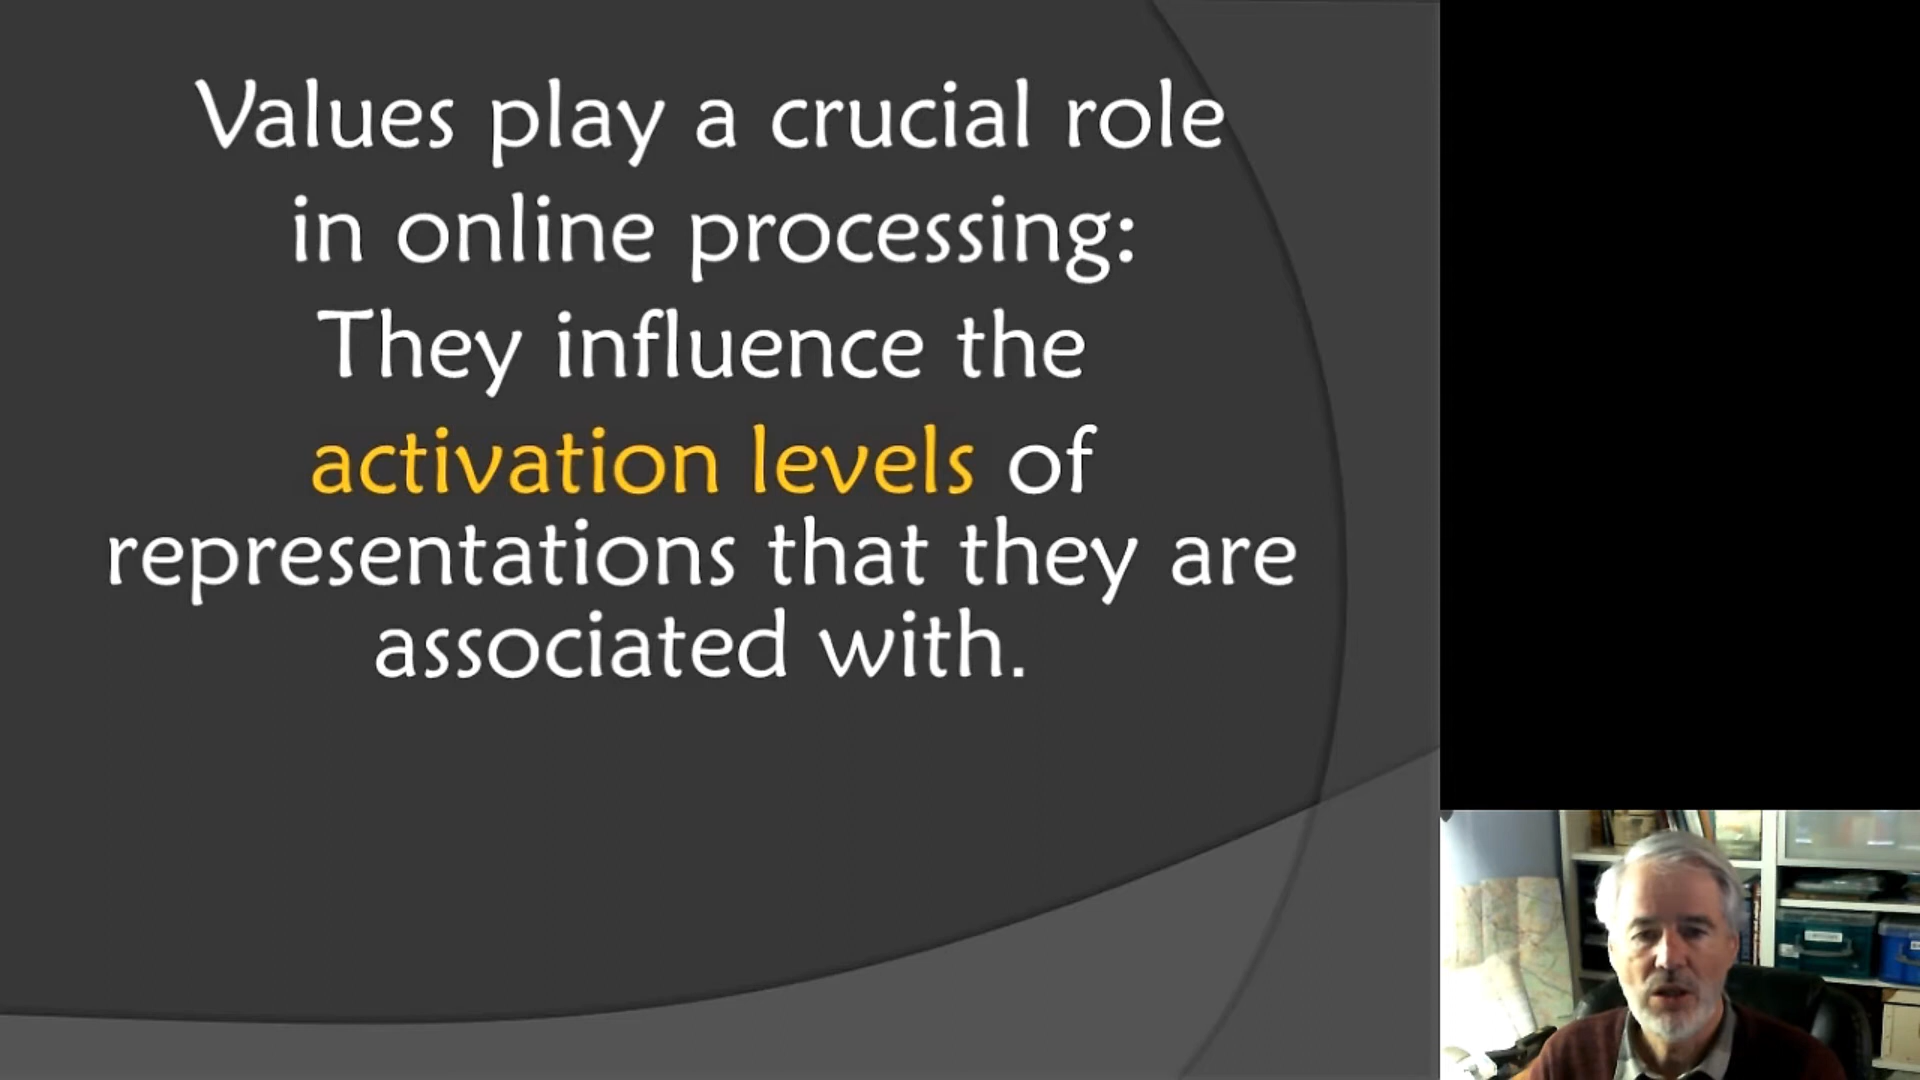 Values play a crucial role
in online processing:
They influence the
activation levels of
representations that they are
associated with.